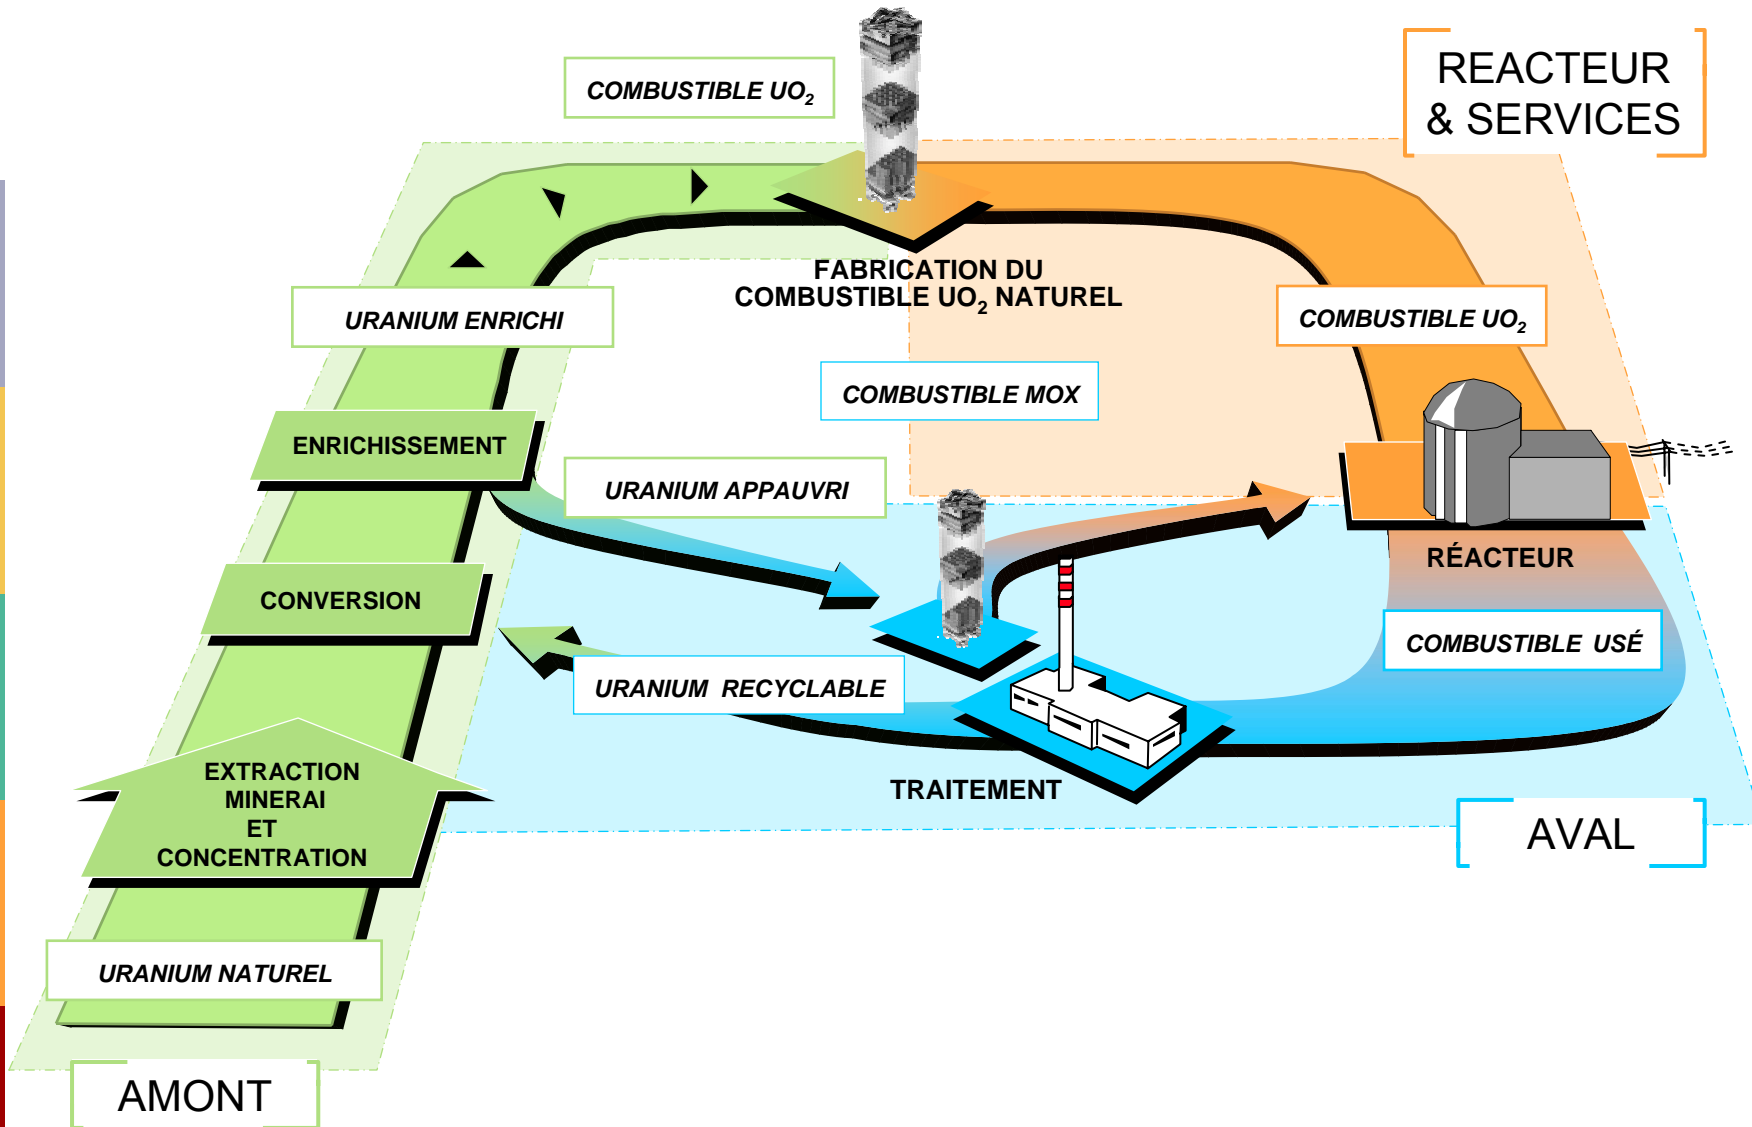 REACTEUR
& SERVICES
COMBUSTIBLE UO₂
FABRICATION DU
COMBUSTIBLE UO₂ NATUREL
URANIUM ENRICHI
COMBUSTIBLE UO₂
COMBUSTIBLE MOX
ENRICHISSEMENT
URANIUM APPAUVRI
RÉACTEUR
CONVERSION
COMBUSTIBLE USÉ
URANIUM RECYCLABLE
TRAITEMENT
EXTRACTION
MINERAI
ET
CONCENTRATION
AVAL
URANIUM NATUREL
AMONT